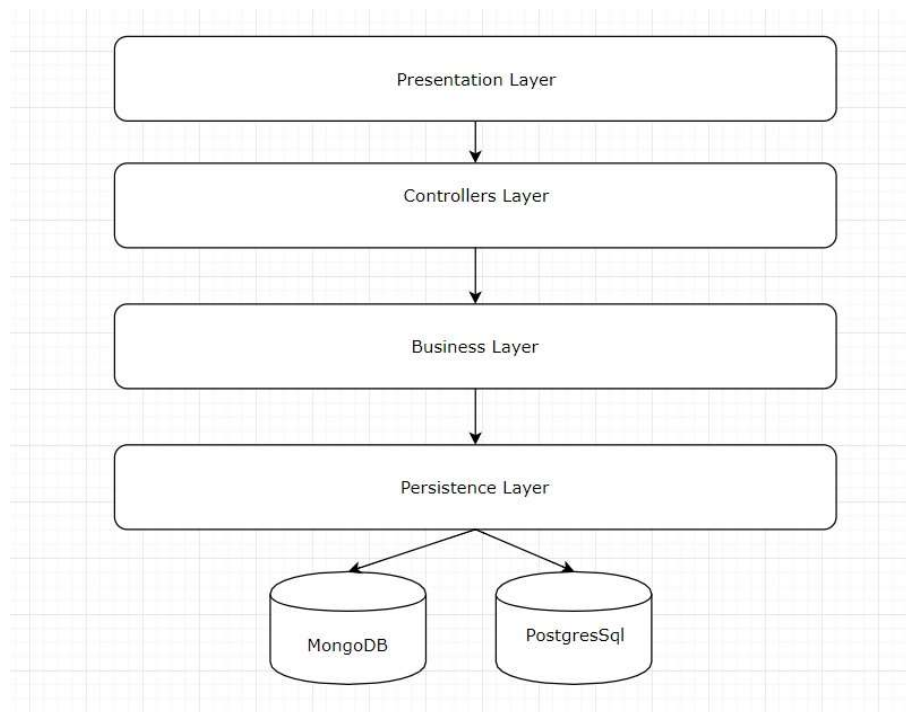 Presentation Layer
Controllers Layer
Business Layer
Persistence Layer
MongoDB
PostgresSql